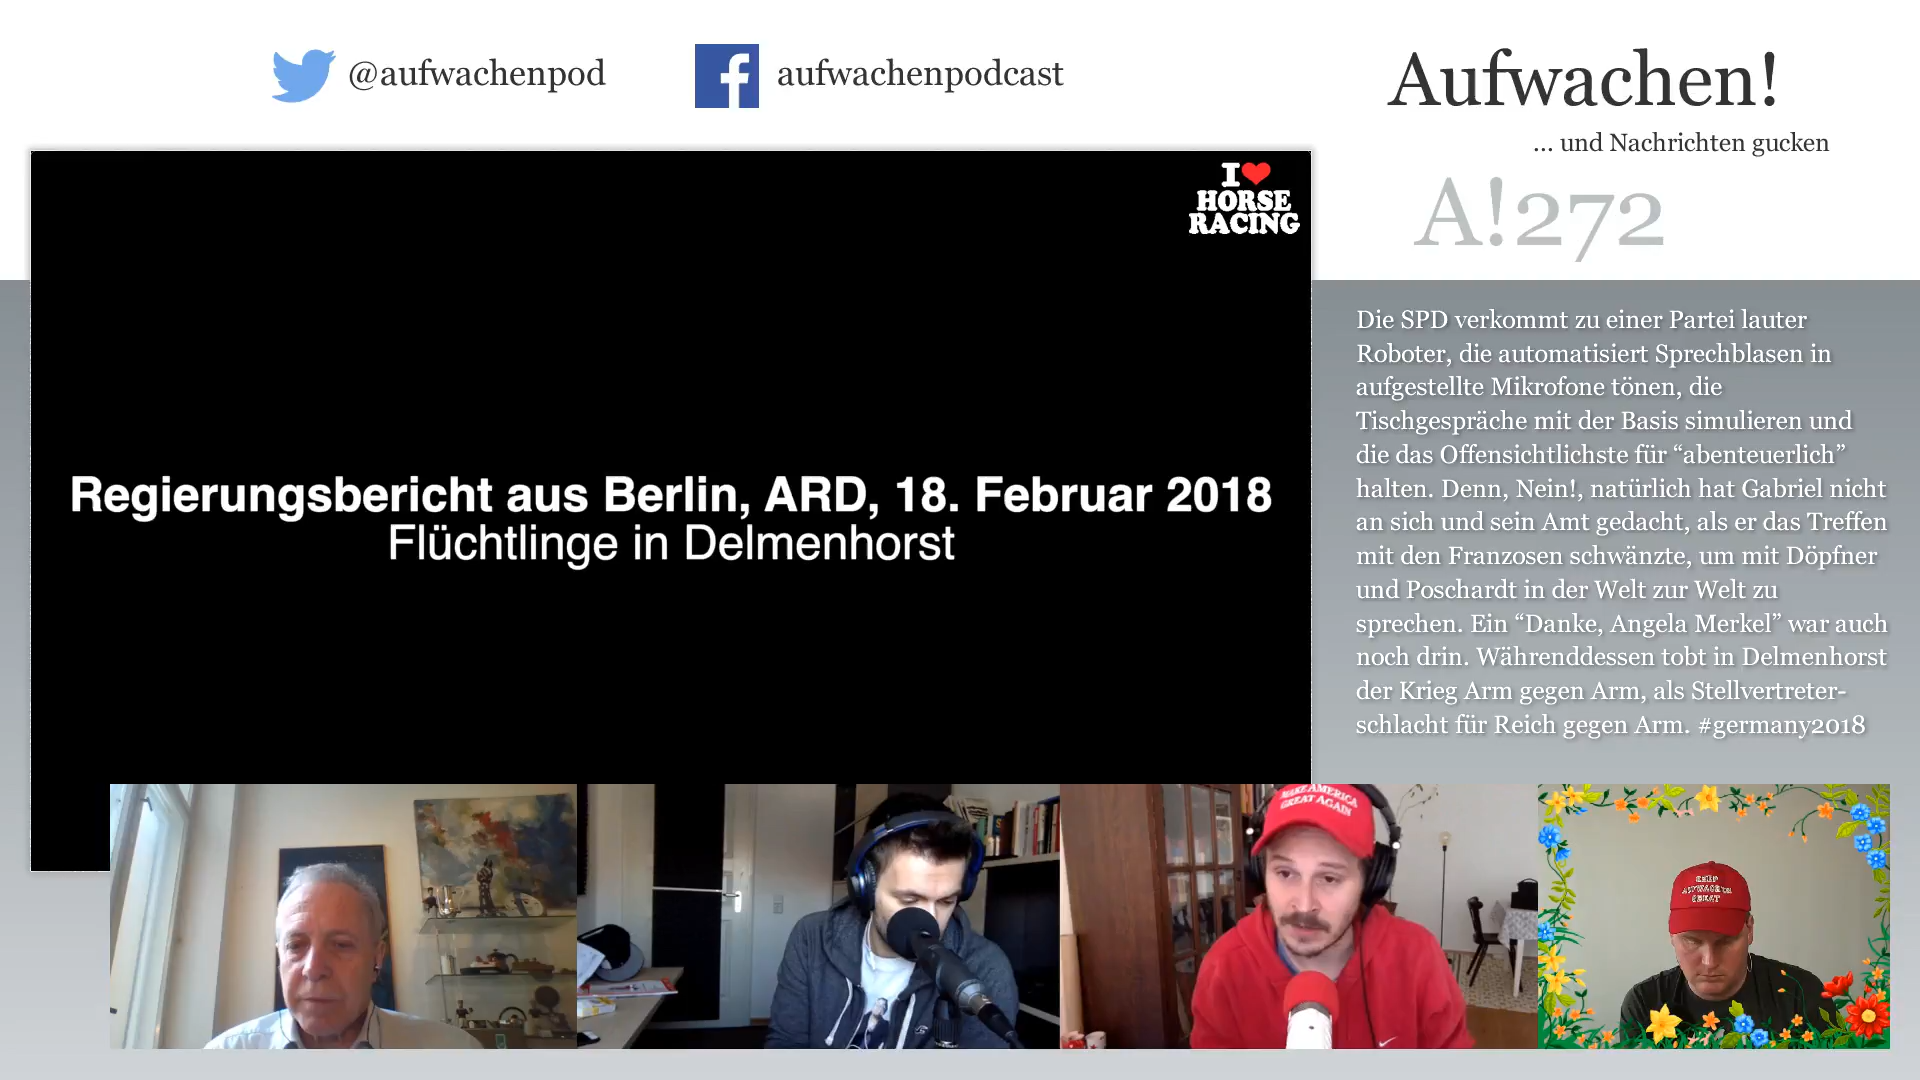 @aufwachenpod
aufwachenpodcast
Aufwachen!
... und Nachrichten gucken
A!272
I
HORSE
RACING
Regierungsbericht aus Berlin, ARD, 18. Februar 2018
Flüchtlinge in Delmenhorst
Die SPD verkommt zu einer Partei lauter
Roboter, die automatisiert Sprechblasen in
aufgestellte Mikrofone tönen, die
Tischgespräche mit der Basis simulieren und
die das Offensichtlichste für “abenteuerlich”
halten. Denn, Nein!, natürlich hat Gabriel nicht
an sich und sein Amt gedacht, als er das Treffen
mit den Franzosen schwänzte, um mit Döpfner
und Poschardt in der Welt zur Welt zu
sprechen. Ein “Danke, Angela Merkel” war auch
noch drin. Währenddessen tobt in Delmenhorst
der Krieg Arm gegen Arm, als Stellvertreter-
schlacht für Reich gegen Arm. #germany2018
MAKE AMERICA
GREAT AGAIN
KEEP
AUFWACHEN
GREAT